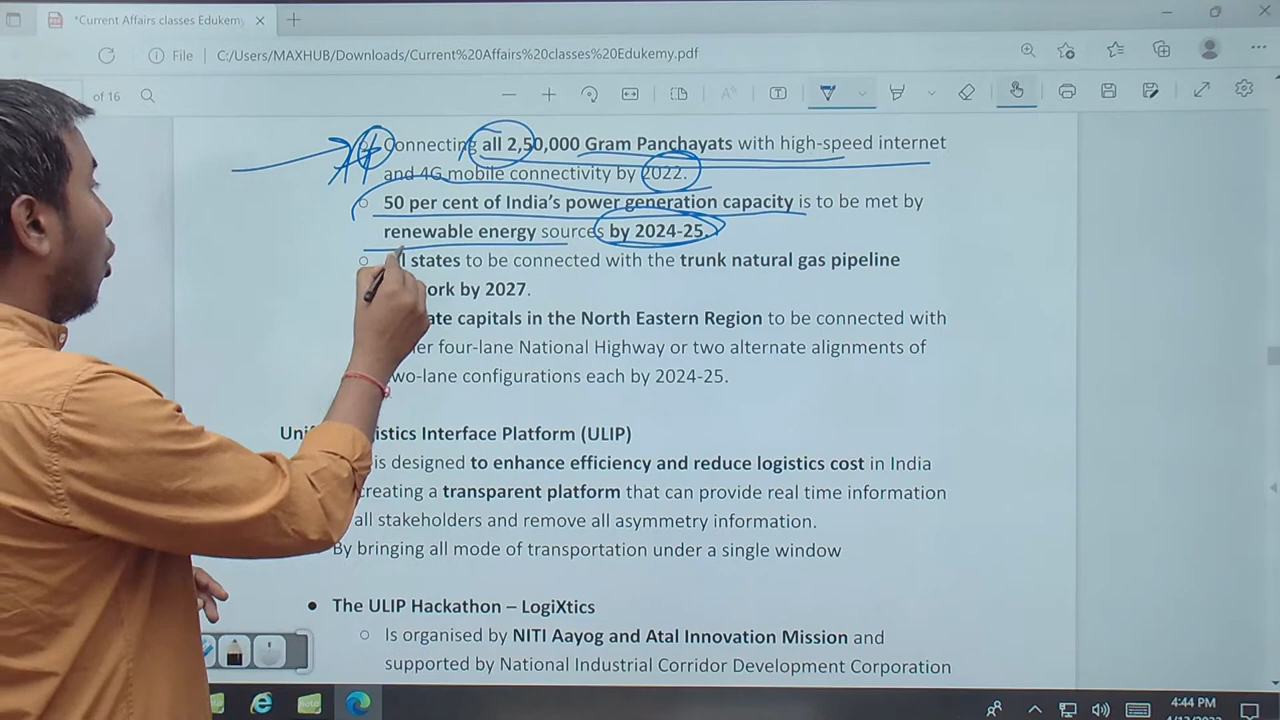 *Current Affairs classes Edukemy
File C:/Users/MAXHUB/Downloads/Current%20Affairs%20classes%20Edukemy.pdf
of 16
Connecting all 2,50,000 Gram Panchayats with high-speed internet
and 4G mobile connectivity by 2022.
50 per cent of India's power generation capacity is to be met by
renewable energy sources by 2024-25.
states to be connected with the trunk natural gas pipeline
by 2027.
capitals in the North Eastern Region to be connected with
four-lane National Highway or two alternate alignments of
two-lane configurations each by 2024-25.
Interface Platform (ULIP)
is designed to enhance efficiency and reduce logistics cost in India
creating a transparent platform that can provide real time information
all stakeholders and remove all asymmetry information.
By bringing all mode of transportation under a single window
● The ULIP Hackathon – LogiXtics
○ Is organised by NITI Aayog and Atal Innovation Mission and
supported by National Industrial Corridor Development Corporation
4:44 PM